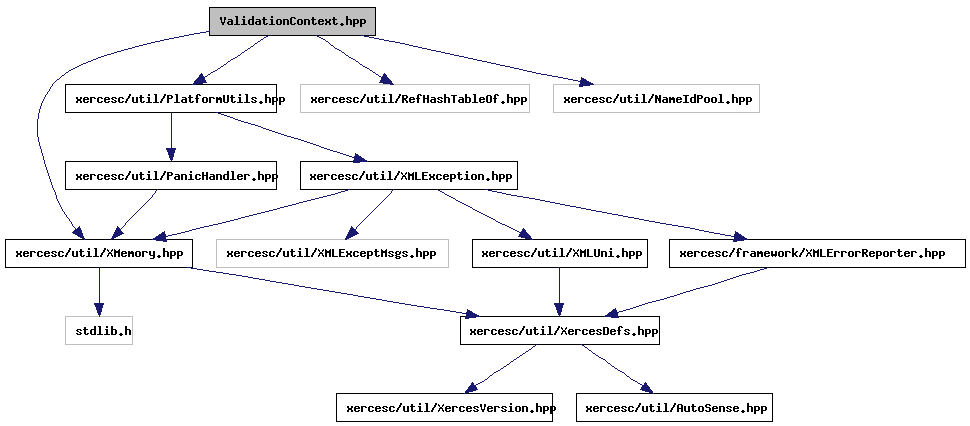 ValidationContext.hpp
xercesc/util/PlatformUtils.hpp
xercesc/util/RefHashTableOf.hpp
xercesc/util/NameIdPool.hpp
xercesc/util/PanicHandler.hpp
xercesc/util/XMLException.hpp
xercesc/util/XMemory.hpp
xercesc/util/XMLExceptMsgs.hpp
xercesc/util/XMLUni.hpp
xercesc/framework/XMLErrorReporter.hpp
stdlib.h
xercesc/util/XercesDefs.hpp
xercesc/util/XercesVersion.hpp
xercesc/util/AutoSense.hpp